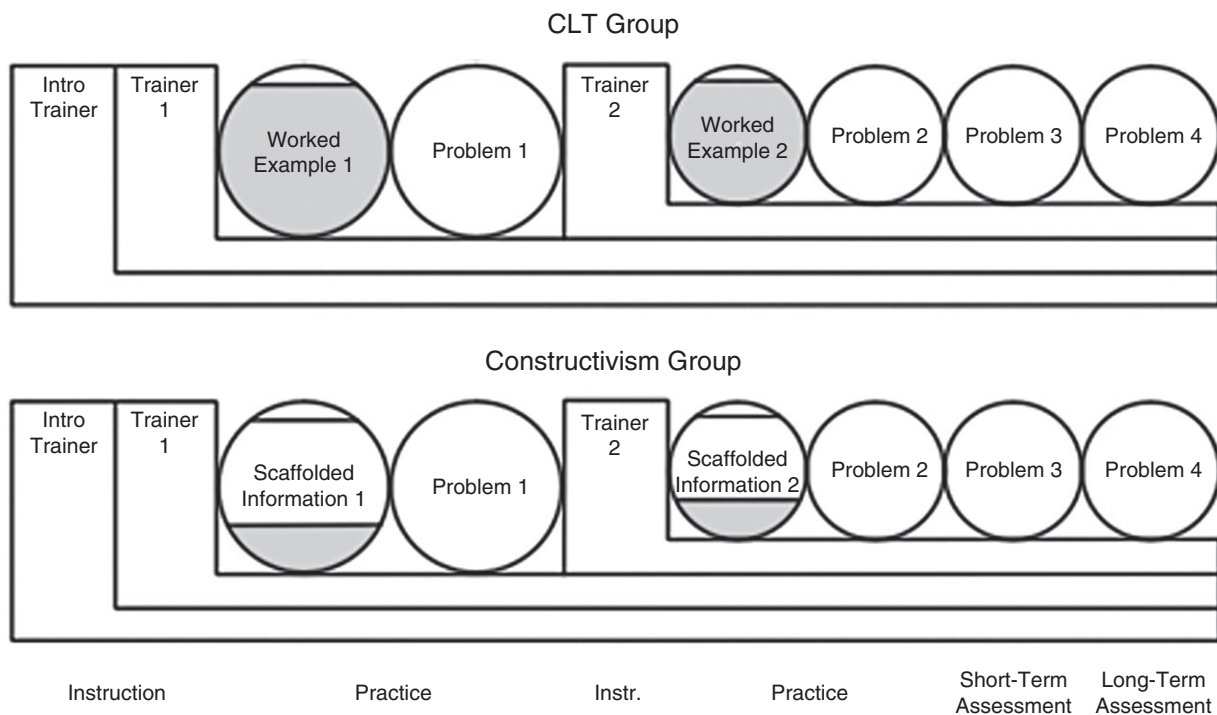 CLT Group
Intro
Trainer
Trainer
1
Worked
Example 1
Problem 1
Trainer
2
Worked
Example 2
Problem 2
Problem 3
Problem 4
Constructivism Group
Intro
Trainer
Trainer
1
Scaffolded
Information 1
Problem 1
Trainer
2
Scaffolded
Information 2
Problem 2
Problem 3
Problem 4
Instruction
Practice
Instr.
Practice
Short-Term
Assessment
Long-Term
Assessment